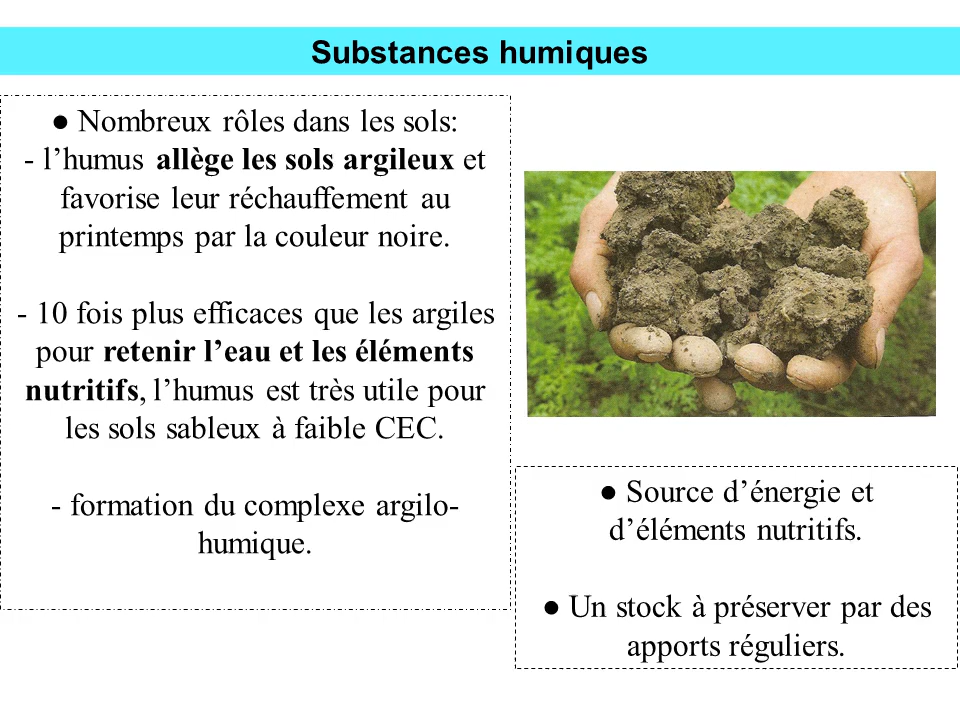 Substances humiques
● Nombreux rôles dans les sols:
- l’humus allège les sols argileux et
favorise leur réchauffement au
printemps par la couleur noire.
- 10 fois plus efficaces que les argiles
pour retenir l’eau et les éléments
nutritifs, l’humus est très utile pour
les sols sableux à faible CEC.
- formation du complexe argilo-
humique.
● Source d’énergie et
d’éléments nutritifs.
● Un stock à préserver par des
apports réguliers.